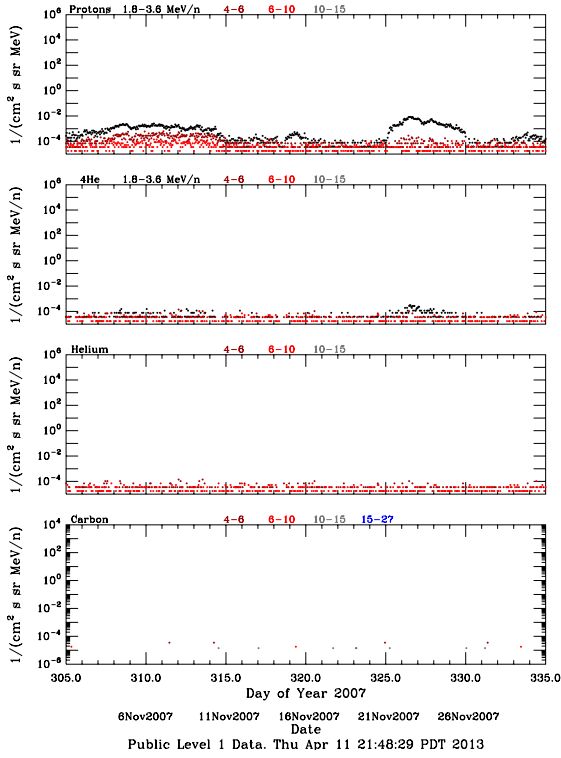 Protons 1.8-3.6 MeV/n 4-6 6-10 10-15
10^6
10^4
10^2
10^0
10^-2
10^-4
1/(cm^2 s sr MeV)
4He 1.8-3.6 MeV/n 4-6 6-10 10-15
10^6
10^4
10^2
10^0
10^-2
10^-4
1/(cm^2 s sr MeV/n)
Helium 4-6 6-10 10-15
10^6
10^4
10^2
10^0
10^-2
10^-4
1/(cm^2 s sr MeV/n)
Carbon 4-6 6-10 10-15 15-27
10^4
10^2
10^0
10^-2
10^-4
10^-6
1/(cm^2 s sr MeV/n)
305.0 310.0 315.0 320.0 325.0 330.0 335.0
Day of Year 2007
6Nov2007 11Nov2007 16Nov2007 21Nov2007 26Nov2007
Date
Public Level 1 Data. Thu Apr 11 21:48:29 PDT 2013